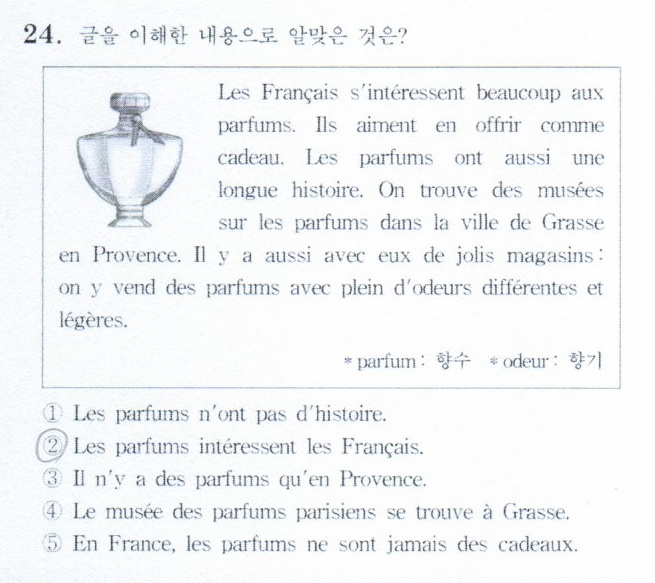 24. 글을 이해한 내용으로 알맞은 것은?
Les Français s'intéressent beaucoup aux
parfums. Ils aiment en offrir comme
cadeau. Les parfums ont aussi une
longue histoire. On trouve des musées
sur les parfums dans la ville de Grasse
en Provence. Il y a aussi avec eux de jolis magasins :
on y vend des parfums avec plein d'odeurs différentes et
légères.
* parfum : 향수 * odeur : 향기
① Les parfums n'ont pas d'histoire.
② Les parfums intéressent les Français.
③ Il n'y a des parfums qu'en Provence.
④ Le musée des parfums parisiens se trouve à Grasse.
⑤ En France, les parfums ne sont jamais des cadeaux.